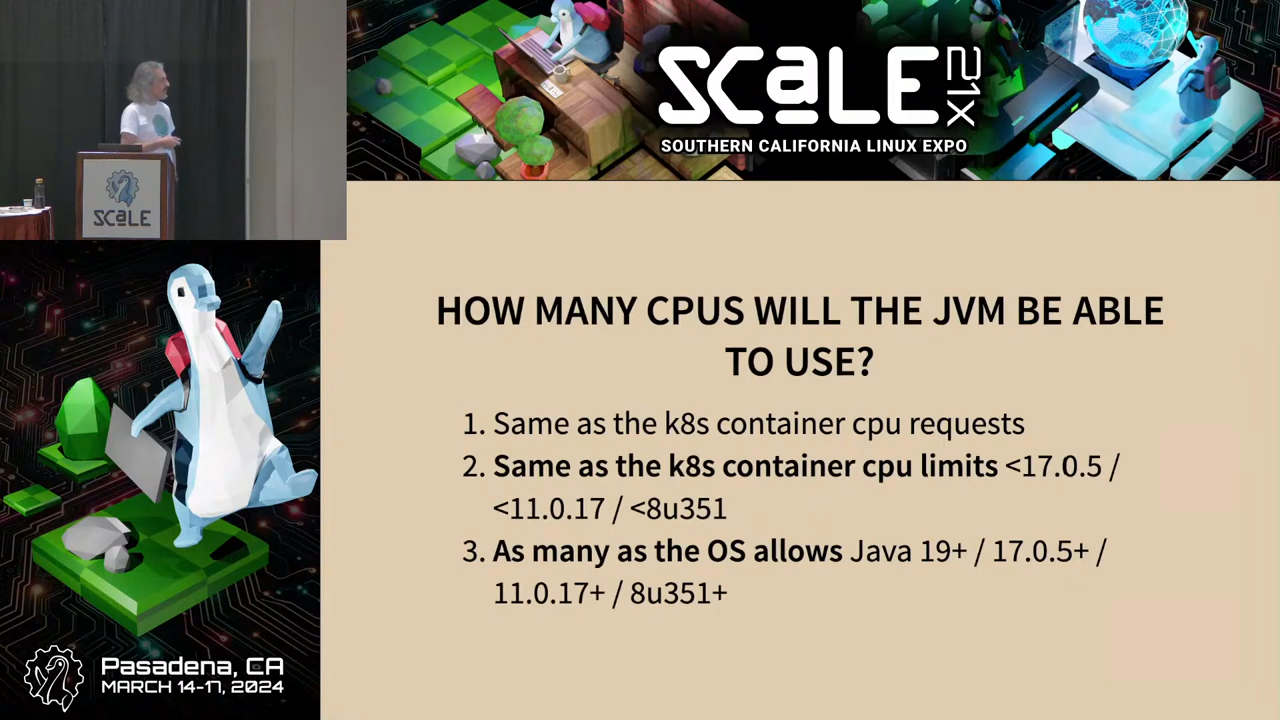 SCaLE 21X
SOUTHERN CALIFORNIA LINUX EXPO
SCaLE
HOW MANY CPUS WILL THE JVM BE ABLE
TO USE?
1. Same as the k8s container cpu requests
2. Same as the k8s container cpu limits <17.0.5 /
<11.0.17 / <8u351
3. As many as the OS allows Java 19+ / 17.0.5+ /
11.0.17+ / 8u351+
Pasadena, CA
MARCH 14-17, 2024